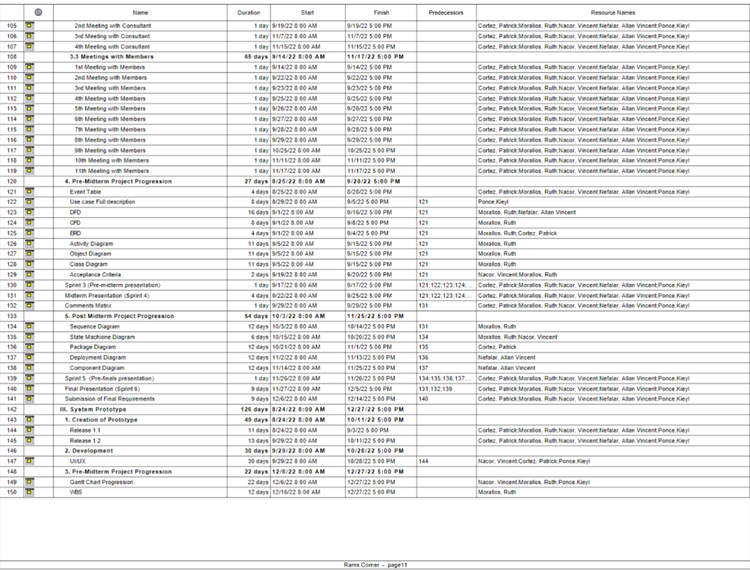 Name Duration Start Finish Predecessors Resource Names
105 2nd Meeting with Consultant 1 day 9/19/22 8:00 AM 9/19/22 5:00 PM Cortez, Patrick;Morallos, Ruth;Nacor, Vincent;Nefalar, Allan Vincent;Ponce,Kieyl
106 3rd Meeting with Consultant 1 day 11/7/22 8:00 AM 11/7/22 5:00 PM Cortez, Patrick;Morallos, Ruth;Nacor, Vincent;Nefalar, Allan Vincent;Ponce,Kieyl
107 4th Meeting with Consultant 1 day 11/15/22 8:00 AM 11/15/22 5:00 PM Cortez, Patrick;Morallos, Ruth;Nacor, Vincent;Nefalar, Allan Vincent;Ponce,Kieyl
108 3.3 Meetings with Members 65 days 9/14/22 8:00 AM 11/17/22 5:00 PM
109 1st Meeting with Members 1 day 9/14/22 8:00 AM 9/14/22 5:00 PM Cortez, Patrick;Morallos, Ruth;Nacor, Vincent;Nefalar, Allan Vincent;Ponce,Kieyl
110 2nd Meeting with Members 1 day 9/22/22 8:00 AM 9/22/22 5:00 PM Cortez, Patrick;Morallos, Ruth;Nacor, Vincent;Nefalar, Allan Vincent;Ponce,Kieyl
111 3rd Meeting with Members 1 day 9/23/22 8:00 AM 9/23/22 5:00 PM Cortez, Patrick;Morallos, Ruth;Nacor, Vincent;Nefalar, Allan Vincent;Ponce,Kieyl
112 4th Meeting with Members 1 day 9/25/22 8:00 AM 9/25/22 5:00 PM Cortez, Patrick;Morallos, Ruth;Nacor, Vincent;Nefalar, Allan Vincent;Ponce,Kieyl
113 5th Meeting with Members 1 day 9/26/22 8:00 AM 9/26/22 5:00 PM Cortez, Patrick;Morallos, Ruth;Nacor, Vincent;Nefalar, Allan Vincent;Ponce,Kieyl
114 6th Meeting with Members 1 day 9/27/22 8:00 AM 9/27/22 5:00 PM Cortez, Patrick;Morallos, Ruth;Nacor, Vincent;Nefalar, Allan Vincent;Ponce,Kieyl
115 7th Meeting with Members 1 day 9/28/22 8:00 AM 9/28/22 5:00 PM Cortez, Patrick;Morallos, Ruth;Nacor, Vincent;Nefalar, Allan Vincent;Ponce,Kieyl
116 8th Meeting with Members 1 day 9/29/22 8:00 AM 9/29/22 5:00 PM Cortez, Patrick;Morallos, Ruth;Nacor, Vincent;Nefalar, Allan Vincent;Ponce,Kieyl
117 9th Meeting with Members 1 day 10/25/22 8:00 AM 10/25/22 5:00 PM Cortez, Patrick;Morallos, Ruth;Nacor, Vincent;Nefalar, Allan Vincent;Ponce,Kieyl
118 10th Meeting with Members 1 day 11/11/22 8:00 AM 11/11/22 5:00 PM Cortez, Patrick;Morallos, Ruth;Nacor, Vincent;Nefalar, Allan Vincent;Ponce,Kieyl
119 11th Meeting with Members 1 day 11/17/22 8:00 AM 11/17/22 5:00 PM Cortez, Patrick;Morallos, Ruth;Nacor, Vincent;Nefalar, Allan Vincent;Ponce,Kieyl
120 4. Pre-Midterm Project Progression 27 days 8/25/22 8:00 AM 9/20/22 5:00 PM
121 Event Table 4 days 8/25/22 8:00 AM 8/28/22 5:00 PM Cortez, Patrick;Morallos, Ruth;Nacor, Vincent;Nefalar, Allan Vincent;Ponce,Kieyl
122 Use case Full description 8 days 8/29/22 8:00 AM 9/5/22 5:00 PM 121 Ponce,Kieyl
123 DFD 16 days 9/1/22 8:00 AM 9/16/22 5:00 PM 121 Morallos, Ruth;Nefalar, Allan Vincent
124 CFD 8 days 9/1/22 8:00 AM 9/8/22 5:00 PM 121 Morallos, Ruth
125 ERD 4 days 9/1/22 8:00 AM 9/4/22 5:00 PM 121 Morallos, Ruth;Cortez, Patrick
126 Activity Diagram 11 days 9/5/22 8:00 AM 9/15/22 5:00 PM 121 Morallos, Ruth
127 Object Diagram 11 days 9/5/22 8:00 AM 9/15/22 5:00 PM 121 Morallos, Ruth
128 Class Diagram 11 days 9/5/22 8:00 AM 9/15/22 5:00 PM 121 Morallos, Ruth
129 Acceptance Criteria 2 days 9/19/22 8:00 AM 9/20/22 5:00 PM 121 Nacor, Vincent;Morallos, Ruth
130 Sprint 3 (Pre-midterm presentation) 1 day 9/17/22 8:00 AM 9/17/22 5:00 PM 121;122;123;124;... Cortez, Patrick;Morallos, Ruth;Nacor, Vincent;Nefalar, Allan Vincent;Ponce,Kieyl
131 Midterm Presentation (Sprint 4) 4 days 9/22/22 8:00 AM 9/25/22 5:00 PM 121;122;123;124;... Cortez, Patrick;Morallos, Ruth;Nacor, Vincent;Nefalar, Allan Vincent;Ponce,Kieyl
132 Comments Matrix 1 day 9/29/22 8:00 AM 9/29/22 5:00 PM 131 Cortez, Patrick;Morallos, Ruth;Nacor, Vincent;Nefalar, Allan Vincent;Ponce,Kieyl
133 5. Post Midterm Project Progression 54 days 10/3/22 8:00 AM 11/25/22 5:00 PM
134 Sequence Diagram 12 days 10/3/22 8:00 AM 10/14/22 5:00 PM 131 Morallos, Ruth
135 State Machione Diagram 6 days 10/15/22 8:00 AM 10/20/22 5:00 PM 134 Morallos, Ruth;Nacor, Vincent
136 Package Diagram 12 days 10/21/22 8:00 AM 11/1/22 5:00 PM 135 Cortez, Patrick
137 Deployment Diagram 12 days 11/2/22 8:00 AM 11/13/22 5:00 PM 136 Nefalar, Allan Vincent
138 Component Diagram 12 days 11/14/22 8:00 AM 11/25/22 5:00 PM 137 Nefalar, Allan Vincent
139 Sprint 5 (Pre-finals presentation) 1 day 11/26/22 8:00 AM 11/26/22 5:00 PM 134;135;136;137;... Cortez, Patrick;Morallos, Ruth;Nacor, Vincent;Nefalar, Allan Vincent;Ponce,Kieyl
140 Final Presentation (Sprint 6) 9 days 11/27/22 8:00 AM 12/5/22 5:00 PM 131;132;139 Cortez, Patrick;Morallos, Ruth;Nacor, Vincent;Nefalar, Allan Vincent;Ponce,Kieyl
141 Submission of Final Requirements 9 days 12/6/22 8:00 AM 12/14/22 5:00 PM 140 Cortez, Patrick;Morallos, Ruth;Nacor, Vincent;Nefalar, Allan Vincent;Ponce,Kieyl
142 III. System Prototype 126 days 8/24/22 8:00 AM 12/27/22 5:00 PM
143 1. Creation of Prototype 49 days 8/24/22 8:00 AM 10/11/22 5:00 PM
144 Release 1.1 11 days 8/24/22 8:00 AM 9/3/22 5:00 PM Cortez, Patrick;Morallos, Ruth;Nacor, Vincent;Nefalar, Allan Vincent;Ponce,Kieyl
145 Release 1.2 13 days 9/29/22 8:00 AM 10/11/22 5:00 PM Cortez, Patrick;Morallos, Ruth;Nacor, Vincent;Nefalar, Allan Vincent;Ponce,Kieyl
146 2. Development 30 days 9/29/22 8:00 AM 10/28/22 5:00 PM
147 UI/UX 30 days 9/29/22 8:00 AM 10/28/22 5:00 PM 144 Nacor, Vincent;Cortez, Patrick;Ponce,Kieyl
148 3. Pre-Midterm Project Progression 22 days 12/6/22 8:00 AM 12/27/22 5:00 PM
149 Gantt Chart Progression 22 days 12/6/22 8:00 AM 12/27/22 5:00 PM Nacor, Vincent;Morallos, Ruth;Ponce,Kieyl
150 WBS 12 days 12/16/22 8:00 AM 12/27/22 5:00 PM Morallos, Ruth
Rams Corner - page11